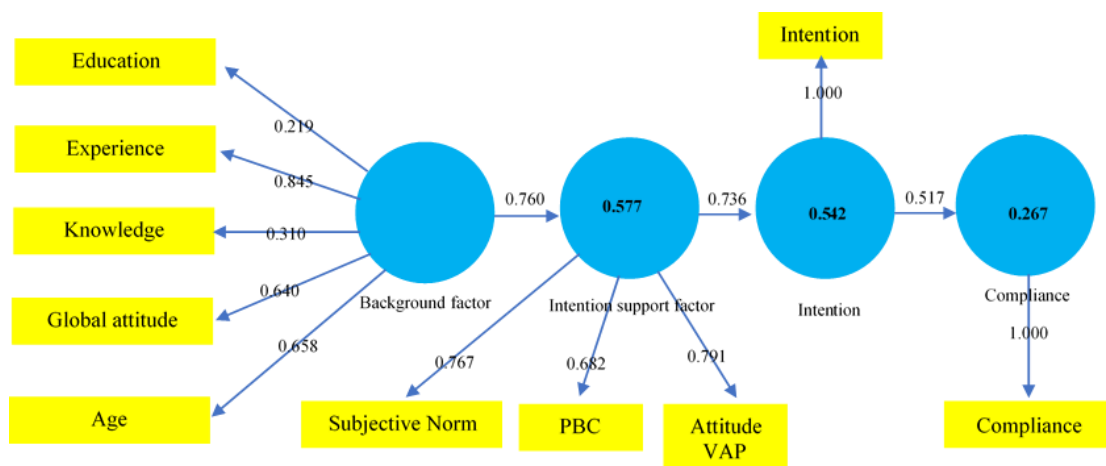 Intention
Education
1.000
0.219
Experience
0.845
0.760
0.577
0.736
0.542
0.517
0.267
Knowledge
0.310
0.640
Background factor
Intention support factor
Intention
Compliance
Global attitude
0.658
0.767
0.682
0.791
1.000
Age
Subjective Norm
PBC
Attitude
VAP
Compliance